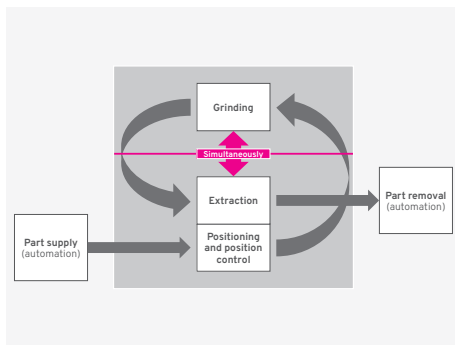 Grinding
Simultaneously
Extraction
Part removal
(automation)
Part supply
(automation)
Positioning
and position
control